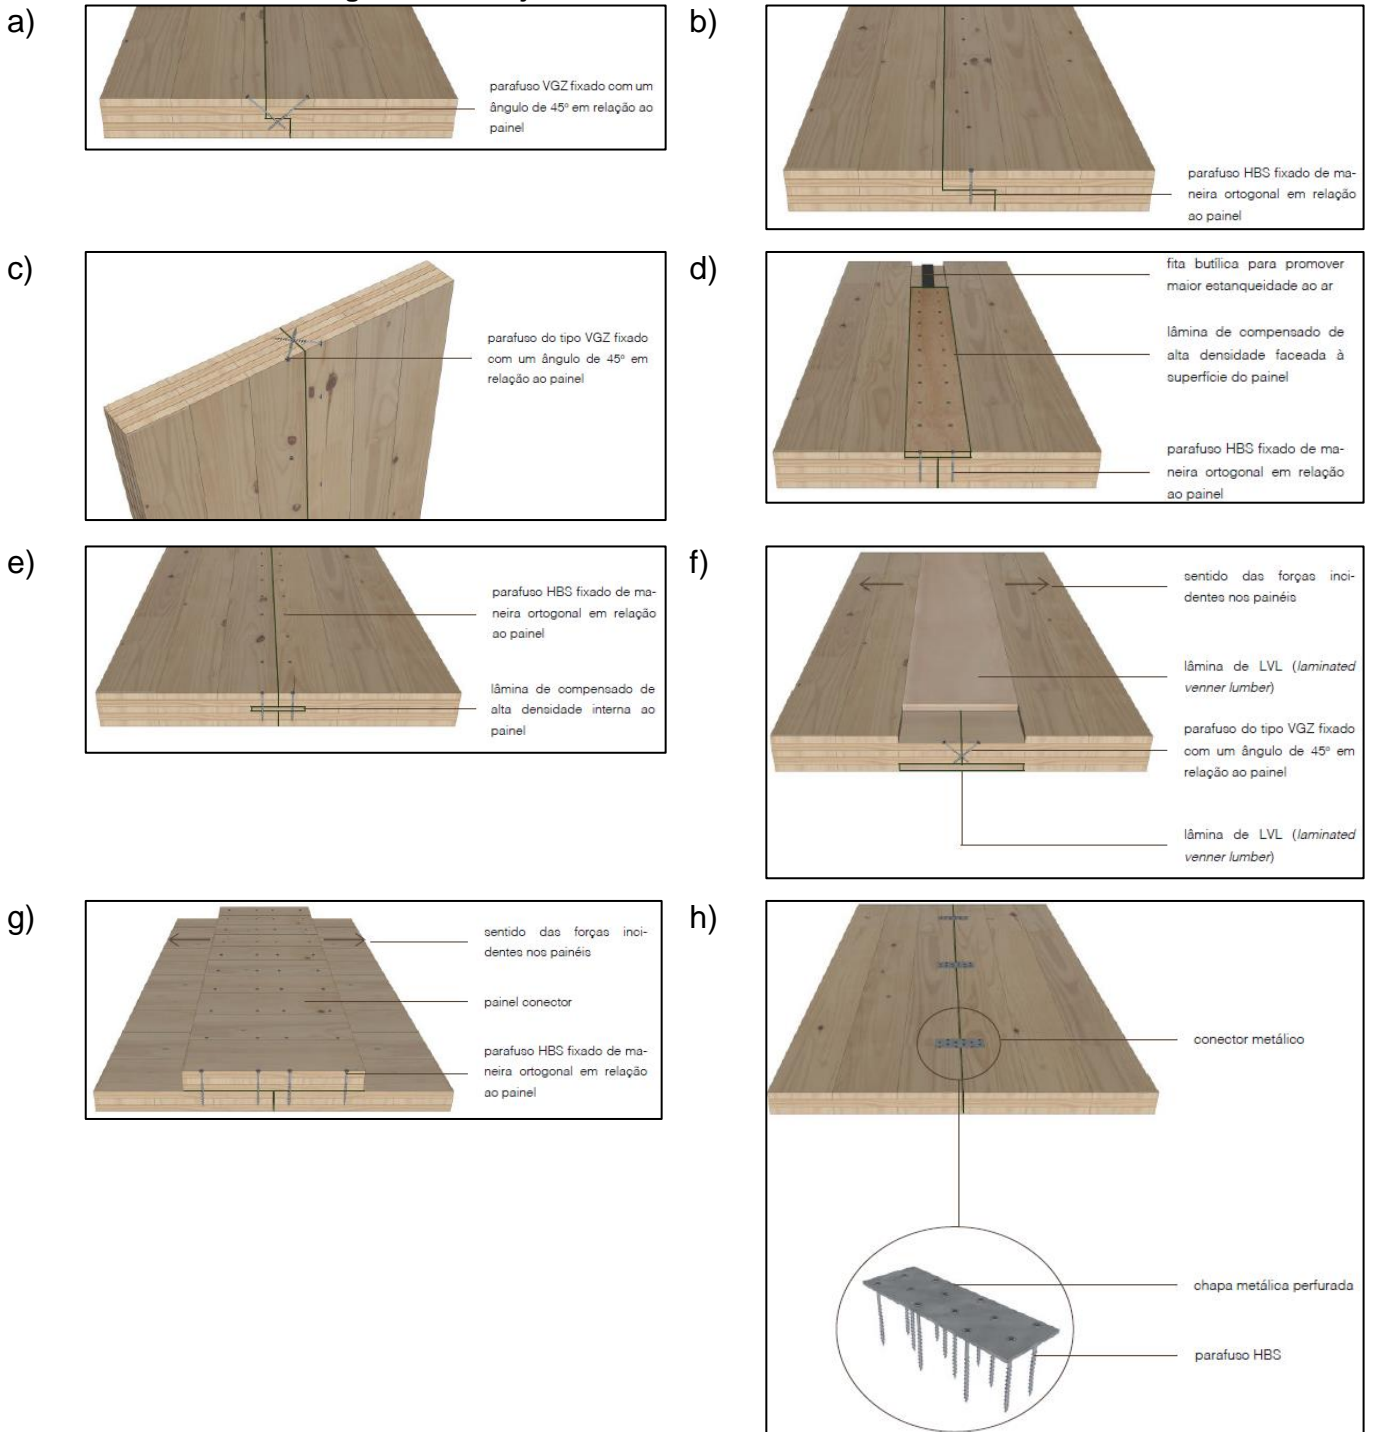 a)
parafuso VGZ fixado com um
ângulo de 45º em relação ao
painel
b)
parafuso HBS fixado de ma-
neira ortogonal em relação
ao painel
c)
parafuso do tipo VGZ fixado
com um ângulo de 45º em
relação ao painel
d)
fita butílica para promover
maior estanqueidade ao ar
lâmina de compensado de
alta densidade faceada à
superfície do painel
parafuso HBS fixado de ma-
neira ortogonal em relação
ao painel
e)
parafuso HBS fixado de ma-
neira ortogonal em relação
ao painel
lâmina de compensado de
alta densidade interna ao
painel
f)
sentido das forças inci-
dentes nos painéis
lâmina de LVL (laminated
venner lumber)
parafuso do tipo VGZ fixado
com um ângulo de 45º em
relação ao painel
lâmina de LVL (laminated
venner lumber)
g)
sentido das forças inci-
dentes nos painéis
painel conector
parafuso HBS fixado de ma-
neira ortogonal em relação
ao painel
h)
conector metálico
chapa metálica perfurada
parafuso HBS